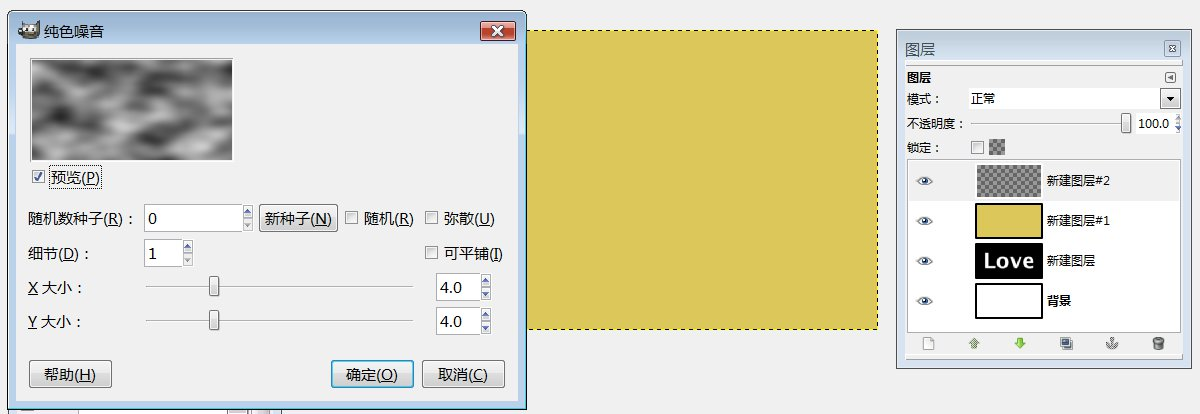 纯色噪音
预览(P)
随机数种子(R)： 0 新种子(N) 随机(R) 弥散(U)
细节(D)： 1 可平铺(I)
X 大小： 4.0
Y 大小： 4.0
帮助(H) 确定(O) 取消(C)
图层
图层
模式： 正常
不透明度： 100.0
锁定：
新建图层#2
新建图层#1
Love 新建图层
背景